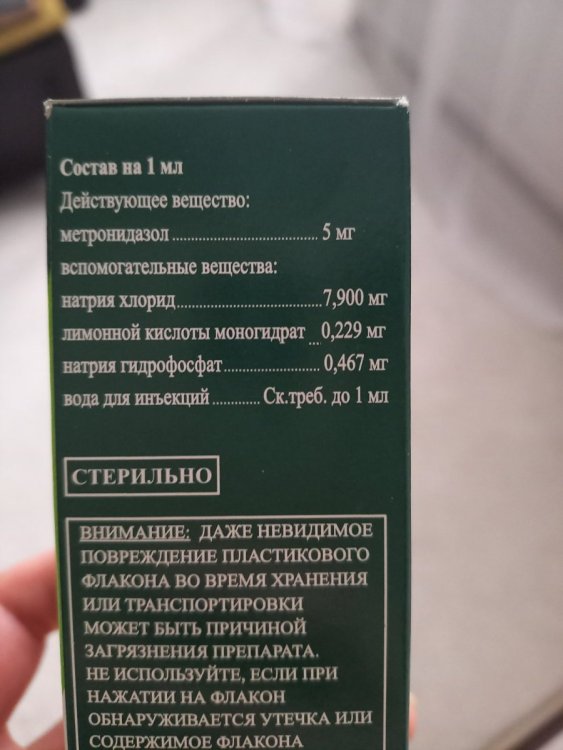 Состав на 1 мл
Действующее вещество:
метронидазол ........................................ 5 мг
вспомогательные вещества:
натрия хлорид................................7,900 мг
лимонной кислоты моногидрат ...0,229 мг
натрия гидрофосфат..................... 0,467 мг
вода для инъекций ............ Ск.треб. до 1 мл
СТЕРИЛЬНО
ВНИМАНИЕ: ДАЖЕ НЕВИДИМОЕ
ПОВРЕЖДЕНИЕ ПЛАСТИКОВОГО
ФЛАКОНА ВО ВРЕМЯ ХРАНЕНИЯ
ИЛИ ТРАНСПОРТИРОВКИ
МОЖЕТ БЫТЬ ПРИЧИНОЙ
ЗАГРЯЗНЕНИЯ ПРЕПАРАТА.
НЕ ИСПОЛЬЗУЙТЕ, ЕСЛИ ПРИ
НАЖАТИИ НА ФЛАКОН
ОБНАРУЖИВАЕТСЯ УТЕЧКА ИЛИ
СОДЕРЖИМОЕ ФЛАКОНА